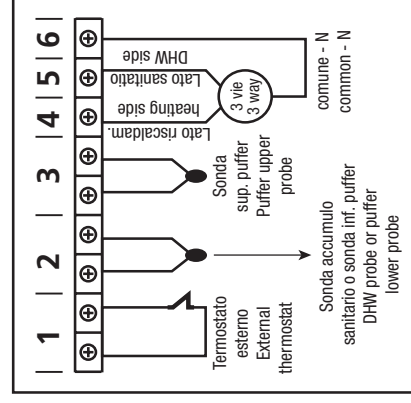 1 2 3 4 5 6
Termostato
esterno
External
thermostat
Sonda accumulo
sanitario o sonda inf. puffer
DHW probe or puffer
lower probe
Sonda
sup. puffer
Puffer upper
probe
Lato riscaldam.
heating side
Lato sanitatio
DHW side
3 vie
3 way
comune - N
common - N